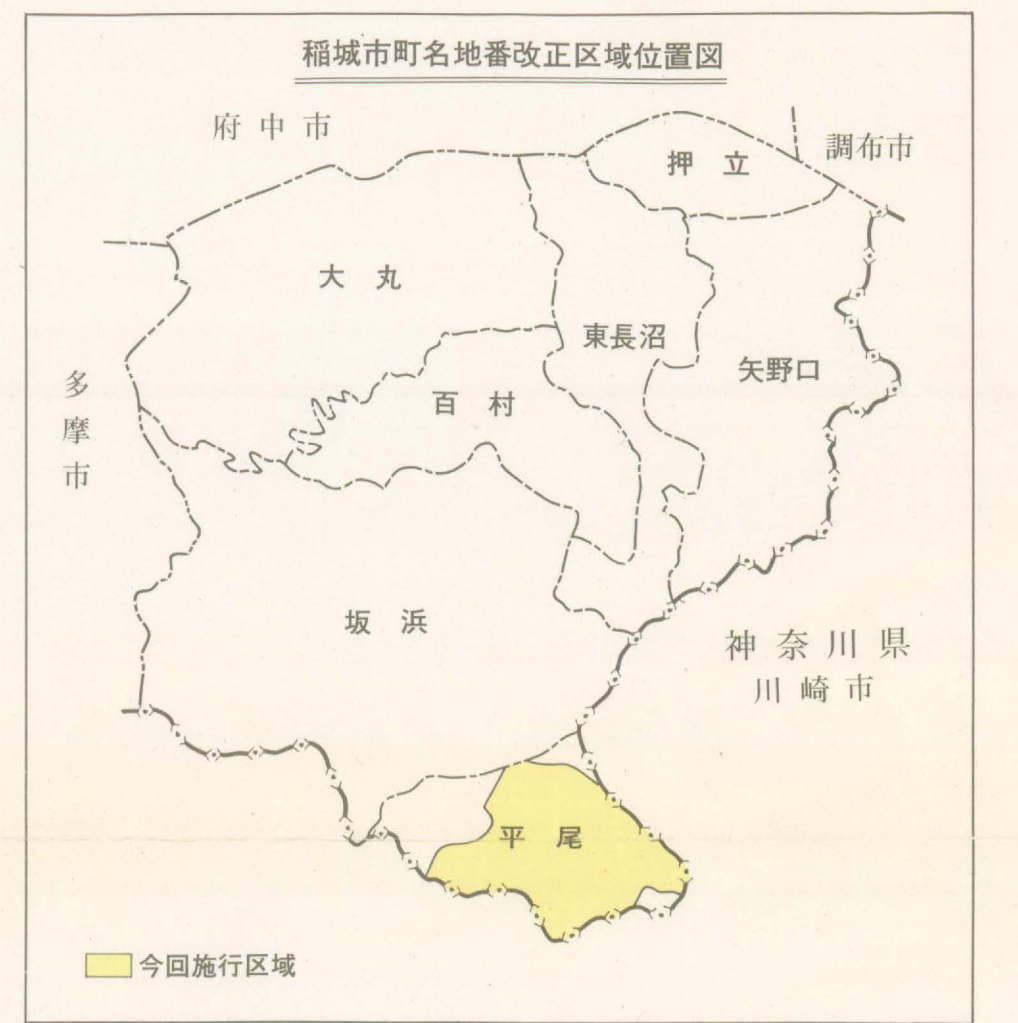 稲城市町名地番改正区域位置図
府中市
調布市
押立
大丸
東長沼
矢野口
多摩市
百村
坂浜
神奈川県
川崎市
平尾
今回施行区域